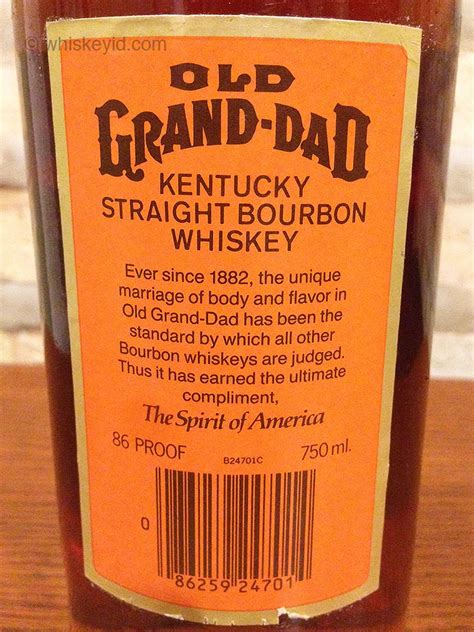 © whiskeyid.com
OLD
GRAND-DAD
KENTUCKY
STRAIGHT BOURBON
WHISKEY
Ever since 1882, the unique
marriage of body and flavor in
Old Grand-Dad has been the
standard by which all other
Bourbon whiskeys are judged.
Thus it has earned the ultimate
compliment,
The Spirit of America
86 PROOF B24701C 750 ml.
0
86259 24701